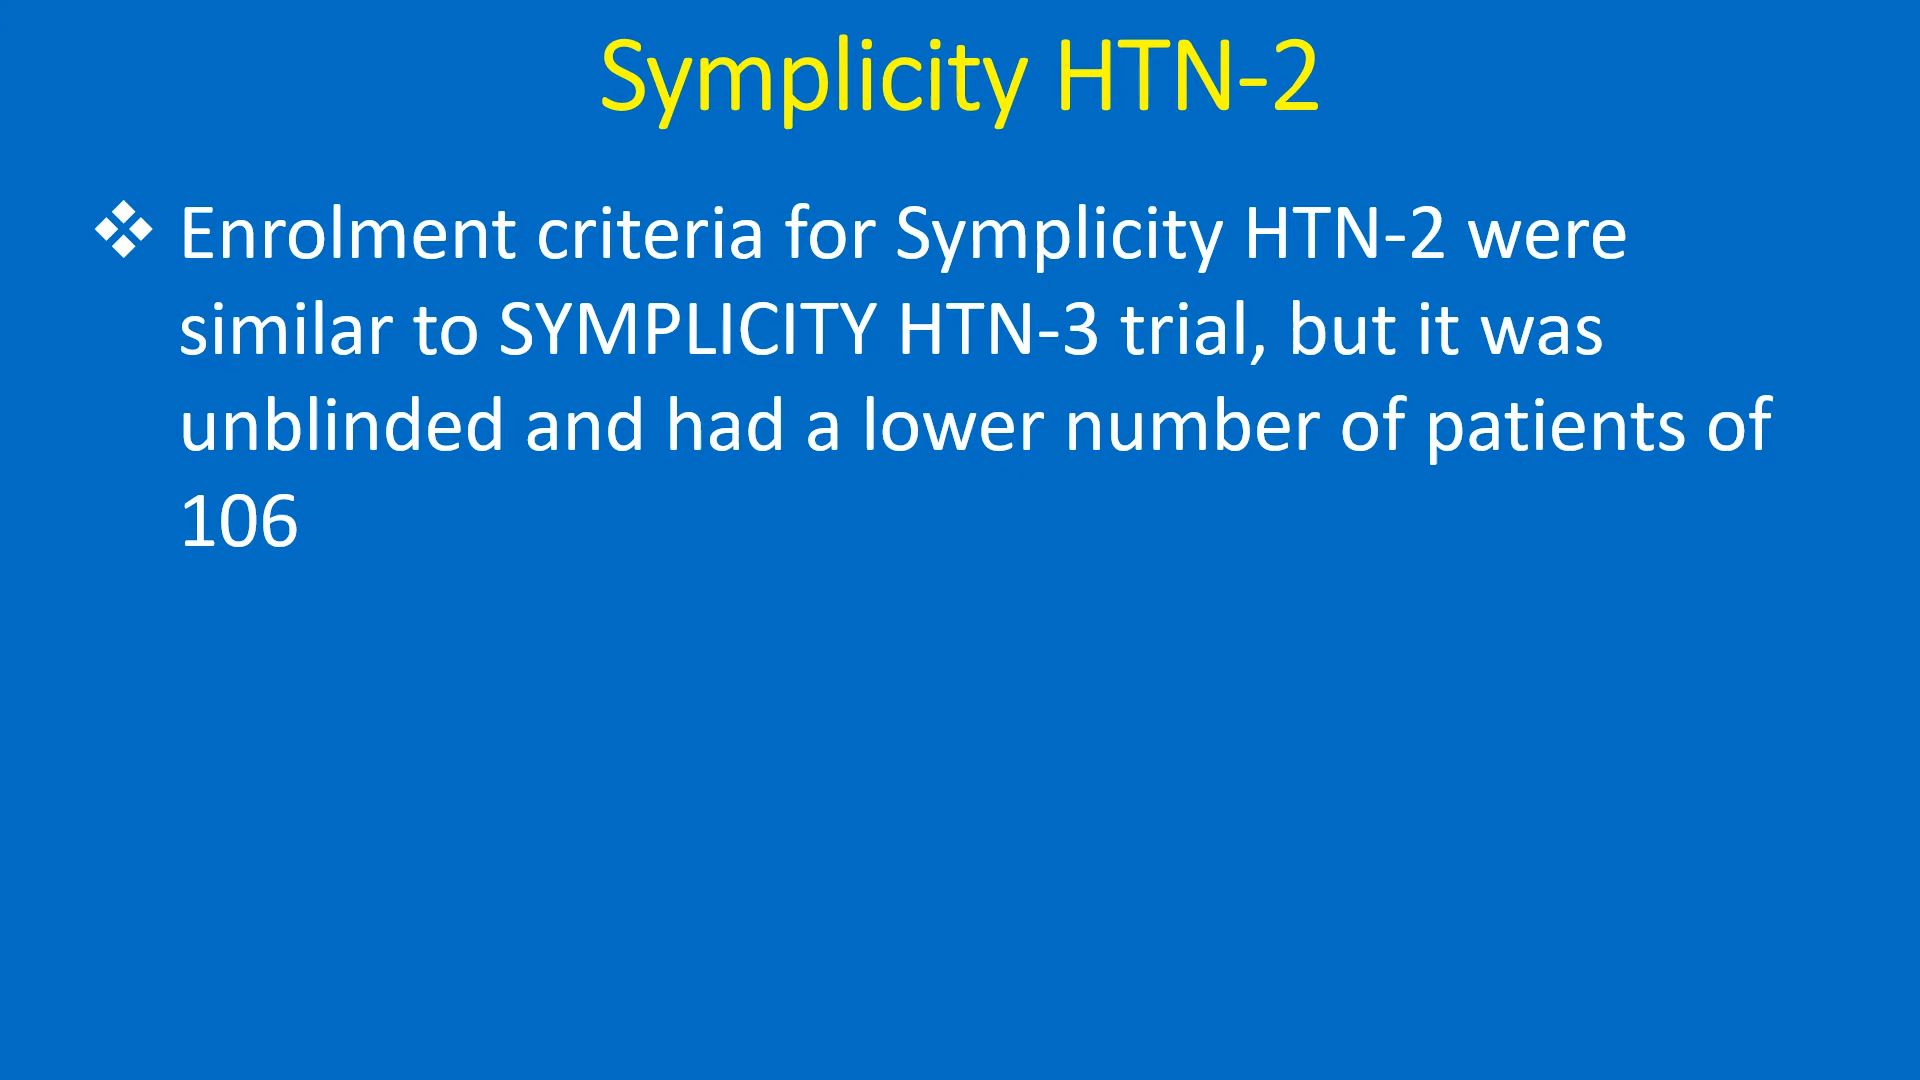 Symplicity HTN-2
❖ Enrolment criteria for Symplicity HTN-2 were
similar to SYMPLICITY HTN-3 trial, but it was
unblinded and had a lower number of patients of
106